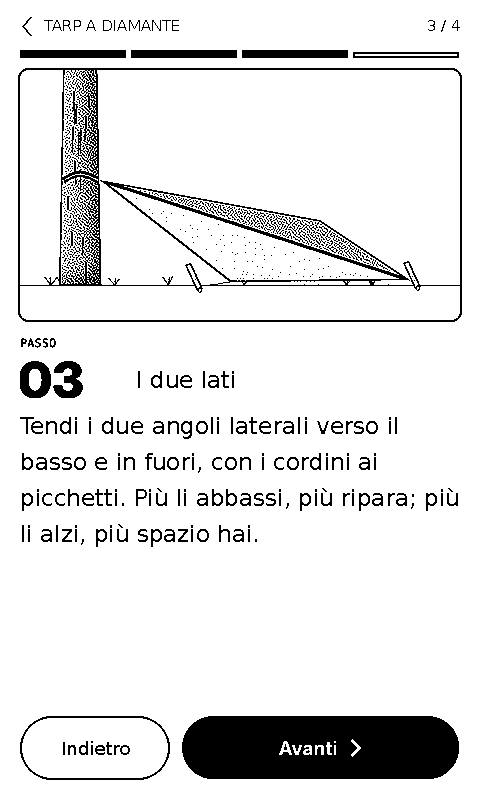 TARP A DIAMANTE
3 / 4
PASSO
03
I due lati
Tendi i due angoli laterali verso il
basso e in fuori, con i cordini ai
picchetti. Più li abbassi, più ripara; più
li alzi, più spazio hai.
Indietro
Avanti